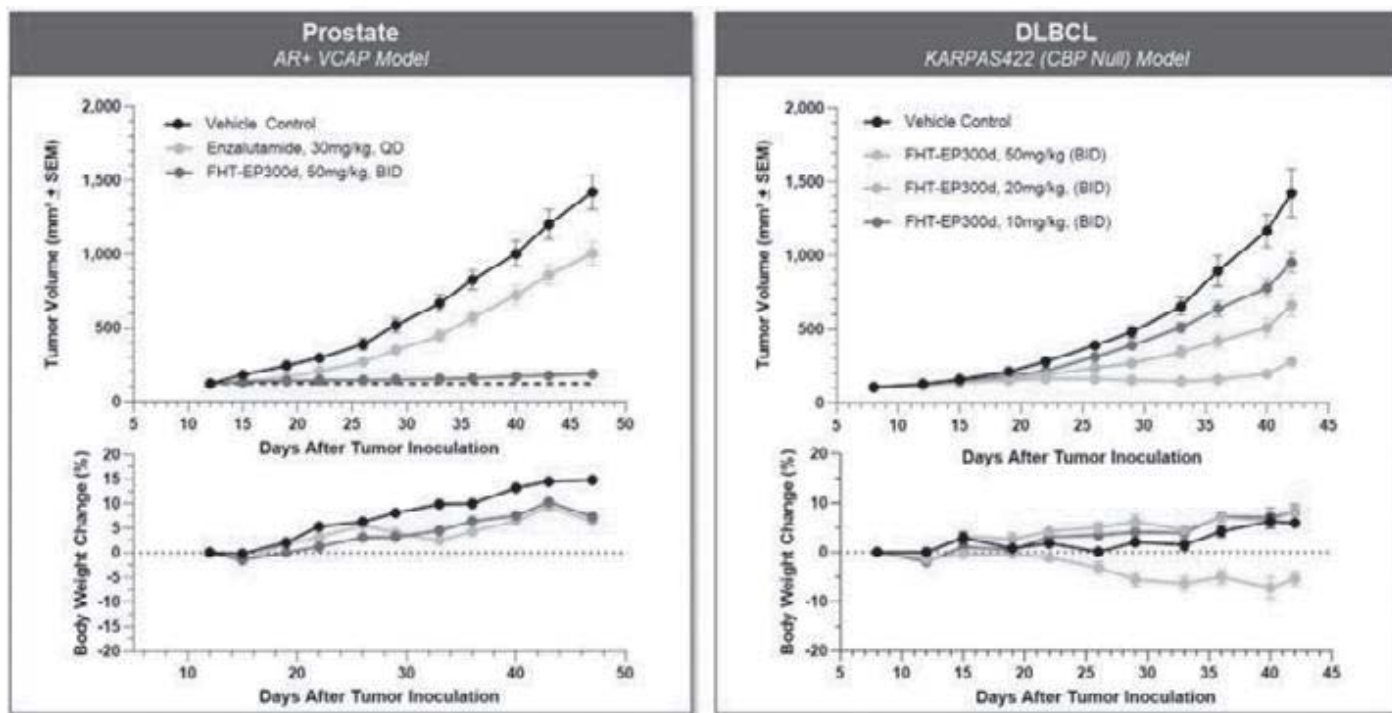 Prostate
AR+ VCAP Model
2,000
1,500
1,000
500
0
Tumor Volume (mm³ ± SEM)
Vehicle Control
Enzalutamide, 30mg/kg, QD
FHT-EP300d, 50mg/kg, BID
10 15 20 25 30 35 40 45 50
Days After Tumor Inoculation
20
15
10
5
0
-5
-10
-15
-20
Body Weight Change (%)
10 20 30 40 50
Days After Tumor Inoculation
DLBCL
KARPAS422 (CBP Null) Model
2,000
1,500
1,000
500
0
Tumor Volume (mm³ ± SEM)
Vehicle Control
FHT-EP300d, 50mg/kg (BID)
FHT-EP300d, 20mg/kg, (BID)
FHT-EP300d, 10mg/kg, (BID)
5 10 15 20 25 30 35 40 45
Days After Tumor Inoculation
20
10
0
-10
-20
Body Weight Change (%)
5 10 15 20 25 30 35 40 45
Days After Tumor Inoculation